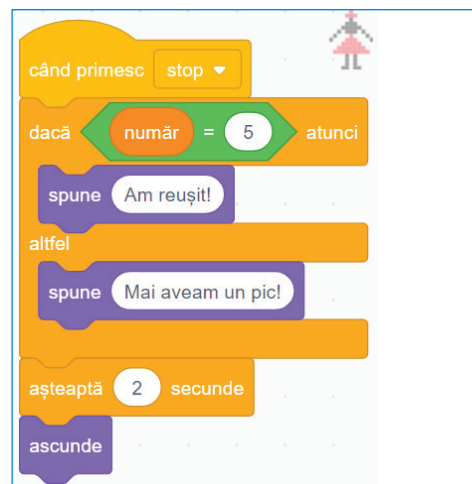 când primesc stop
dacă număr = 5 atunci
spune Am reușit!
altfel
spune Mai aveam un pic!
așteaptă 2 secunde
ascunde